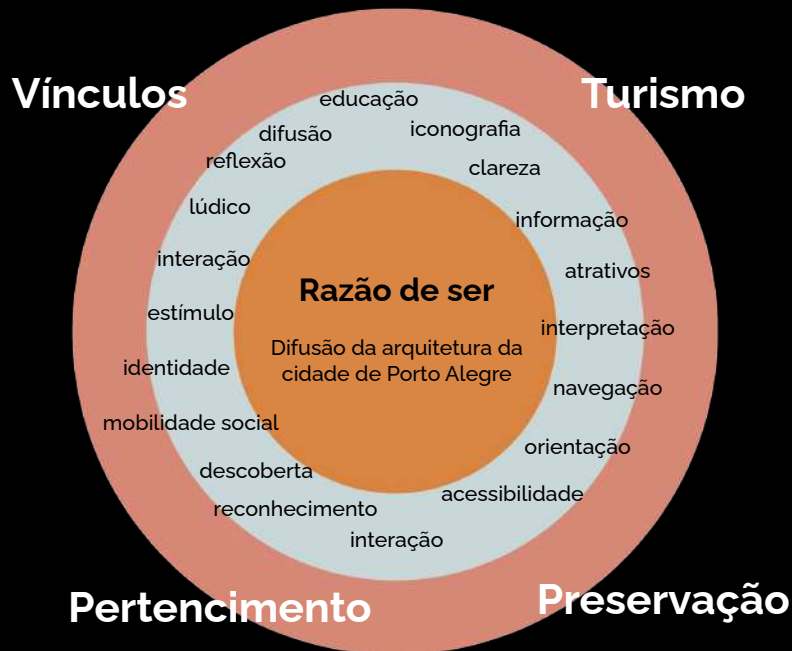 Vínculos
Turismo
educação
iconografia
difusão
reflexão
clareza
lúdico
informação
interação
atrativos
Razão de ser
estímulo
interpretação
Difusão da arquitetura da
cidade de Porto Alegre
identidade
navegação
mobilidade social
orientação
descoberta
acessibilidade
reconhecimento
interação
Pertencimento
Preservação